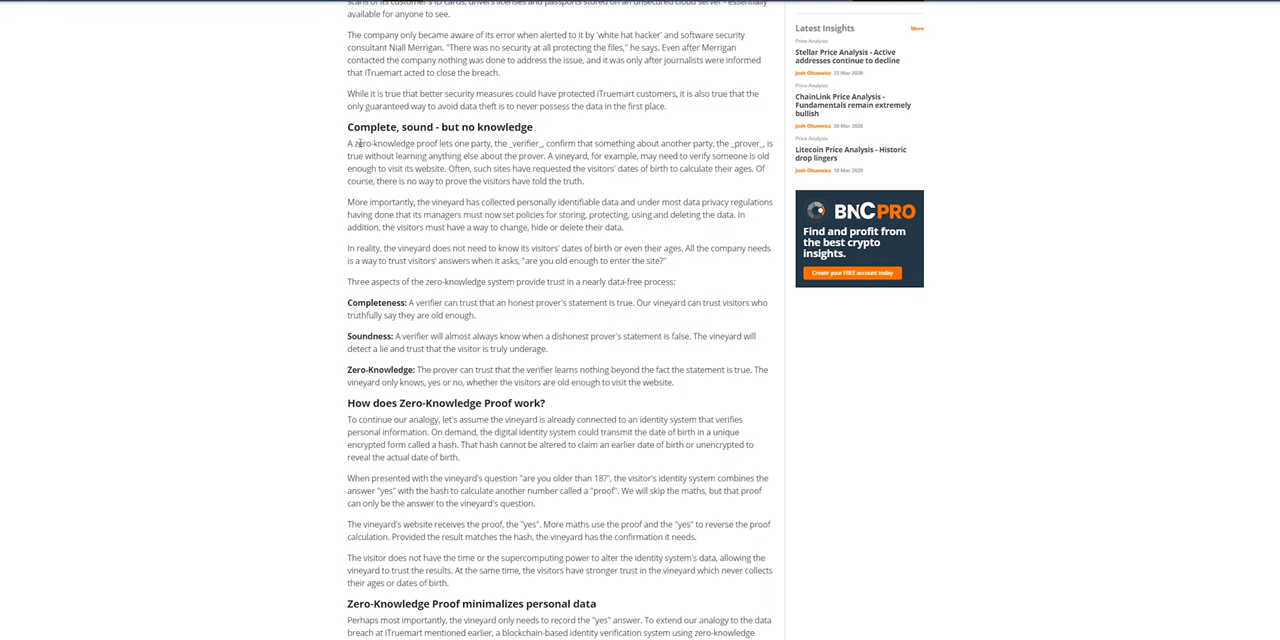 scans of its customer's ID cards, drivers licenses and passports stored on an unsecured cloud server - essentially
available for anyone to see.
The company only became aware of its error when alerted to it by 'white hat hacker' and software security
consultant Niall Merrigan. "There was no security at all protecting the files," he says. Even after Merrigan
contacted the company nothing was done to address the issue, and it was only after journalists were informed
that iTruemart acted to close the breach.
While it is true that better security measures could have protected iTruemart customers, it is also true that the
only guaranteed way to avoid data theft is to never possess the data in the first place.
Complete, sound - but no knowledge
A zero-knowledge proof lets one party, the _verifier_, confirm that something about another party, the _prover_, is
true without learning anything else about the prover. A vineyard, for example, may need to verify someone is old
enough to visit its website. Often, such sites have requested the visitors' dates of birth to calculate their ages. Of
course, there is no way to prove the visitors have told the truth.
More importantly, the vineyard has collected personally identifiable data and under most data privacy regulations
having done that its managers must now set policies for storing, protecting, using and deleting the data. In
addition, the visitors must have a way to change, hide or delete their data.
In reality, the vineyard does not need to know its visitors' dates of birth or even their ages. All the company needs
is a way to trust visitors' answers when it asks, "are you old enough to enter the site?"
Three aspects of the zero-knowledge system provide trust in a nearly data-free process:
Completeness: A verifier can trust that an honest prover's statement is true. Our vineyard can trust visitors who
truthfully say they are old enough.
Soundness: A verifier will almost always know when a dishonest prover's statement is false. The vineyard will
detect a lie and trust that the visitor is truly underage.
Zero-Knowledge: The prover can trust that the verifier learns nothing beyond the fact the statement is true. The
vineyard only knows, yes or no, whether the visitors are old enough to visit the website.
How does Zero-Knowledge Proof work?
To continue our analogy, let's assume the vineyard is already connected to an identity system that verifies
personal information. On demand, the digital identity system could transmit the date of birth in a unique
encrypted form called a hash. That hash cannot be altered to claim an earlier date of birth or unencrypted to
reveal the actual date of birth.
When presented with the vineyard's question "are you older than 18?", the visitor's identity system combines the
answer "yes" with the hash to calculate another number called a "proof". We will skip the maths, but that proof
can only be the answer to the vineyard's question.
The vineyard's website receives the proof, the "yes". More maths use the proof and the "yes" to reverse the proof
calculation. Provided the result matches the hash, the vineyard has the confirmation it needs.
The visitor does not have the time or the supercomputing power to alter the identity system's data, allowing the
vineyard to trust the results. At the same time, the visitors have stronger trust in the vineyard which never collects
their ages or dates of birth.
Zero-Knowledge Proof minimalizes personal data
Perhaps most importantly, the vineyard only needs to record the "yes" answer. To extend our analogy to the data
breach at iTruemart mentioned earlier, a blockchain-based identity verification system using zero-knowledge
Latest Insights
More
Price Analysis
Stellar Price Analysis - Active
addresses continue to decline
Josh Olszewicz 23 Mar 2020
Price Analysis
ChainLink Price Analysis -
Fundamentals remain extremely
bullish
Josh Olszewicz 20 Mar 2020
Price Analysis
Litecoin Price Analysis - Historic
drop lingers
Josh Olszewicz 18 Mar 2020
BNC PRO
Find and profit from
the best crypto
insights.
Create your FREE account today